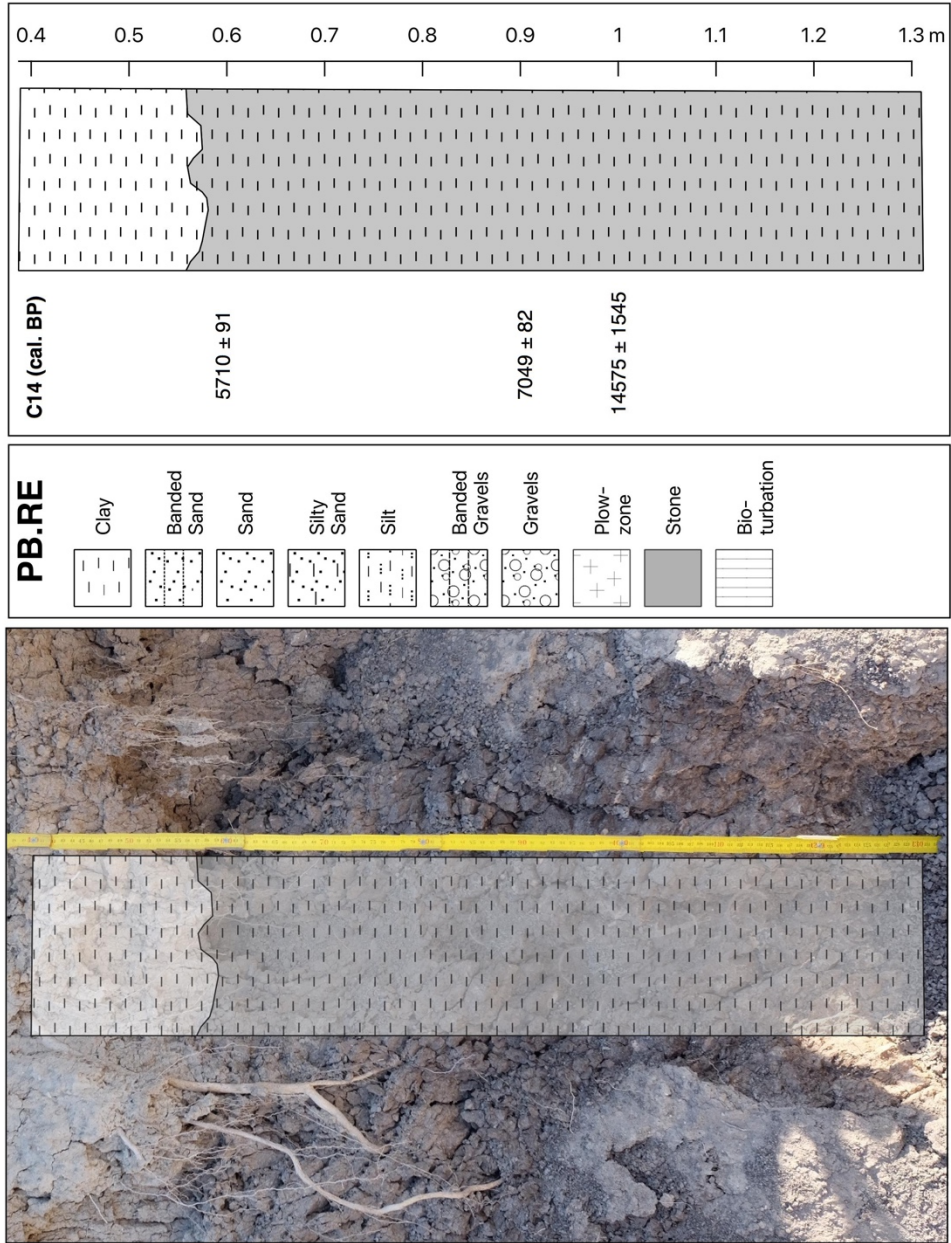 0.4 0.5 0.6 0.7 0.8 0.9 1 1.1 1.2 1.3 m
C14 (cal. BP)
5710 ± 91
7049 ± 82
14575 ± 1545
PB.RE
Clay
Banded
Sand
Sand
Silty
Sand
Silt
Banded
Gravels
Gravels
Plow-
zone
Stone
Bio-
turbation